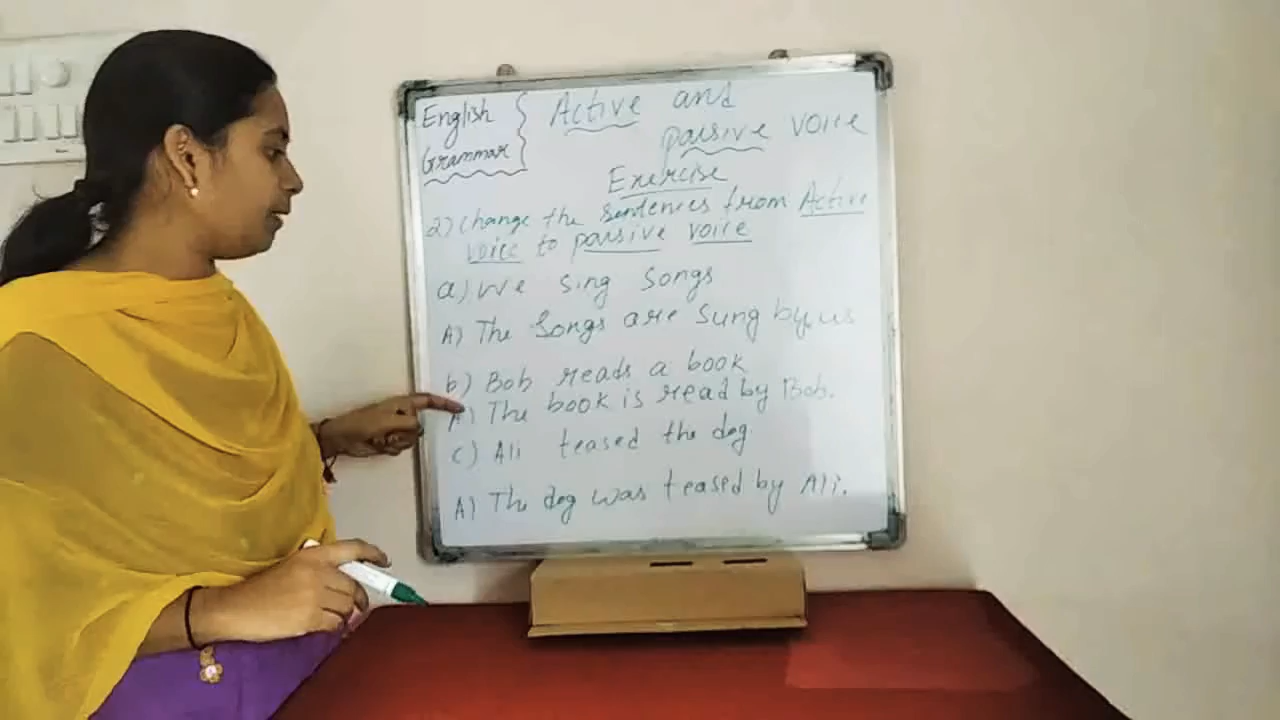 English
Grammar
Active and
passive voice
Exercise
2) Change the sentences from Active
voice to passive voice
a) We sing songs
A) The Songs are sung by us
b) Bob reads a book
A) The book is read by Bob.
c) Ali teased the dog
A) The dog was teased by Ali.